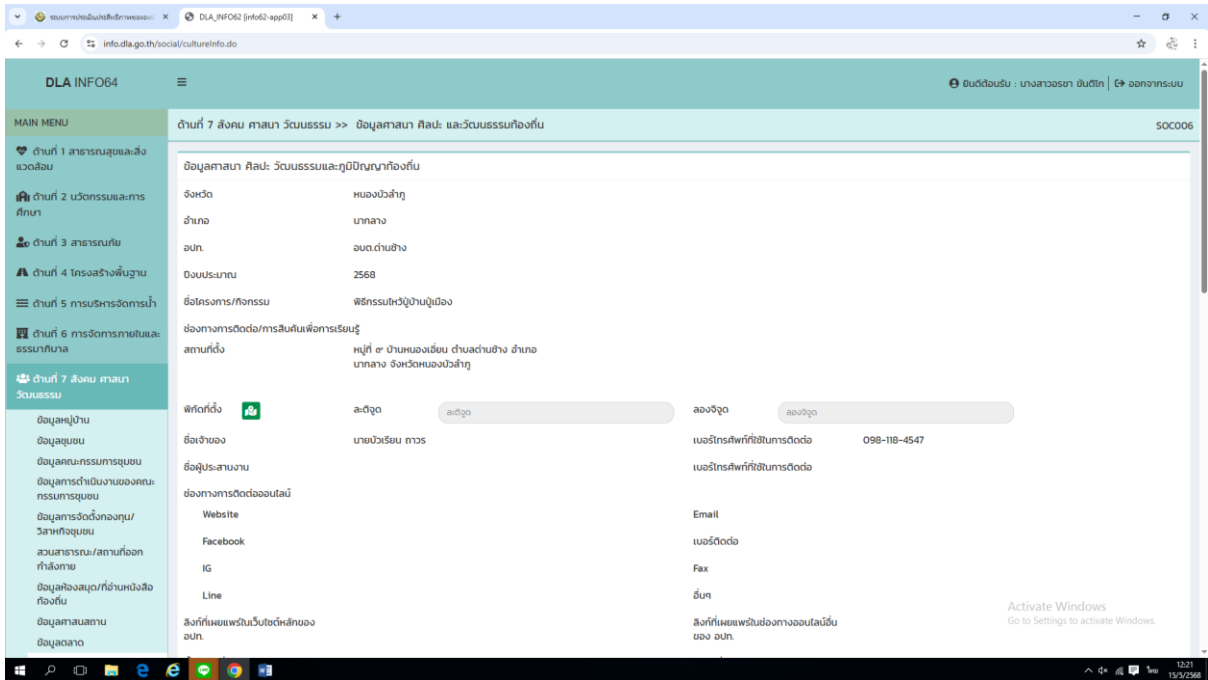 ระบบการประเมินประสิทธิภาพขององ
DLA_INFO62 [info62-app03]
info.dla.go.th/social/cultureInfo.do
DLA INFO64
ยินดีต้อนรับ : นางสาวอรชา ขันติโก
ออกจากระบบ
MAIN MENU
ด้านที่ 7 สังคม ศาสนา วัฒนธรรม >> ข้อมูลศาสนา ศิลปะ และวัฒนธรรมท้องถิ่น
SOC006
ด้านที่ 1 สาธารณสุขและสิ่ง
แวดล้อม
ด้านที่ 2 นวัตกรรมและการ
ศึกษา
ด้านที่ 3 สาธารณภัย
ด้านที่ 4 โครงสร้างพื้นฐาน
ด้านที่ 5 การบริหารจัดการน้ำ
ด้านที่ 6 การจัดการภายในและ
ธรรมาภิบาล
ด้านที่ 7 สังคม ศาสนา
วัฒนธรรม
ข้อมูลหมู่บ้าน
ข้อมูลชุมชน
ข้อมูลคณะกรรมการชุมชน
ข้อมูลการดำเนินงานของคณะ
กรรมการชุมชน
ข้อมูลการจัดตั้งกองทุน/
วิสาหกิจชุมชน
สวนสาธารณะ/สถานที่ออก
กำลังกาย
ข้อมูลห้องสมุด/ที่อ่านหนังสือ
ท้องถิ่น
ข้อมูลศาสนสถาน
ข้อมูลตลาด
ข้อมูลศาสนา ศิลปะ วัฒนธรรมและภูมิปัญญาท้องถิ่น
จังหวัด หนองบัวลำภู
อำเภอ นากลาง
อปท. อบต.ด่านช้าง
ปีงบประมาณ 2568
ชื่อโครงการ/กิจกรรม พิธีกรรมไหว้ปู่บ้านปู่เมือง
ช่องทางการติดต่อ/การสืบค้นเพื่อการเรียนรู้
สถานที่ตั้ง หมู่ที่ ๙ บ้านหนองเอี่ยน ตำบลด่านช้าง อำเภอ
นากลาง จังหวัดหนองบัวลำภู
พิกัดที่ตั้ง ละติจูด ละติจูด ลองจิจูด ลองจิจูด
ชื่อเจ้าของ นายบัวเรียน ถาวร เบอร์โทรศัพท์ที่ใช้ในการติดต่อ 098-118-4547
ชื่อผู้ประสานงาน เบอร์โทรศัพท์ที่ใช้ในการติดต่อ
ช่องทางการติดต่อออนไลน์
Website Email
Facebook เบอร์ติดต่อ
IG Fax
Line อื่นๆ
ลิงก์ที่เผยแพร่ในเว็บไซต์หลักของ
อปท.
ลิงก์ที่เผยแพร่ในช่องทางออนไลน์อื่น
ของ อปท.
Activate Windows
Go to Settings to activate Windows.
ไทย
12:21
15/5/2568